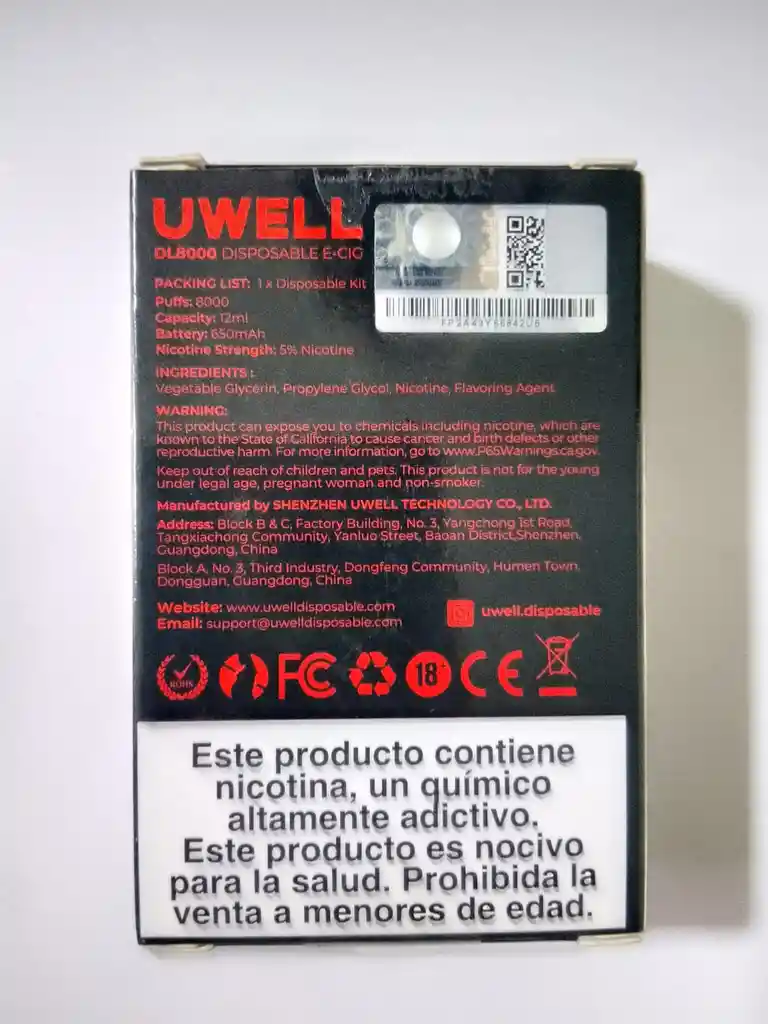 UWELL
DL8000 DISPOSABLE E-CIG
PACKING LIST: 1 x Disposable Kit
Puffs: 8000
Capacity: 12ml
Battery: 650mAh
Nicotine Strength: 5% Nicotine
INGREDIENTS:
Vegetable Glycerin, Propylene Glycol, Nicotine, Flavoring Agent
WARNING:
This product can expose you to chemicals including nicotine, which are
known to the State of California to cause cancer and birth defects or other
reproductive harm. For more information, go to www.P65Warnings.ca.gov.
Keep out of reach of children and pets. This product is not for the young
under legal age, pregnant woman and non-smoker.
Manufactured by SHENZHEN UWELL TECHNOLOGY CO., LTD.
Address: Block B & C, Factory Building, No. 3, Yangchong 1st Road,
Tangxiachong Community, Yanluo Street, Baoan District,Shenzhen,
Guangdong, China
Block A, No. 3, Third Industry, Dongfeng Community, Humen Town,
Dongguan, Guangdong, China
Website: www.uwelldisposable.com
Email: support@uwelldisposable.com
uwell.disposable
ROHS FC 18+ CE
Este producto contiene
nicotina, un químico
altamente adictivo.
Este producto es nocivo
para la salud. Prohibida la
venta a menores de edad.